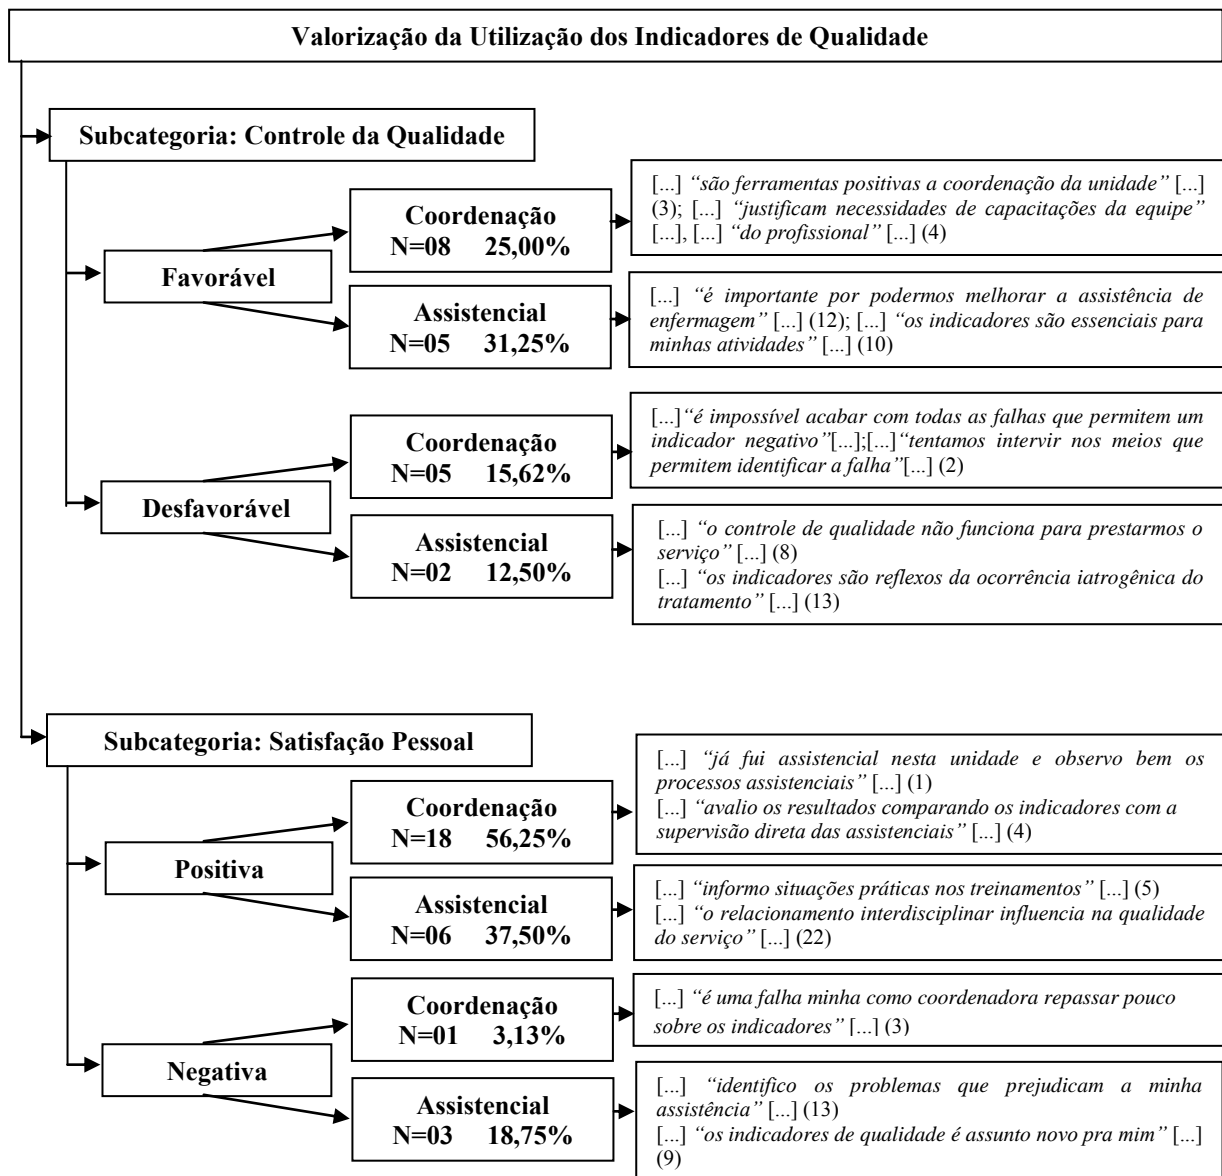 Valorização da Utilização dos Indicadores de Qualidade
Subcategoria: Controle da Qualidade
Favorável
Coordenação
N=08 25,00%
[...] “são ferramentas positivas a coordenação da unidade” [...]
(3); [...] “justificam necessidades de capacitações da equipe”
[...], [...] “do profissional” [...] (4)
Assistencial
N=05 31,25%
[...] “é importante por podermos melhorar a assistência de
enfermagem” [...] (12); [...] “os indicadores são essenciais para
minhas atividades” [...] (10)
Desfavorável
Coordenação
N=05 15,62%
[...]“é impossível acabar com todas as falhas que permitem um
indicador negativo”[...];[...]“tentamos intervir nos meios que
permitem identificar a falha”[...] (2)
Assistencial
N=02 12,50%
[...] “o controle de qualidade não funciona para prestarmos o
serviço” [...] (8)
[...] “os indicadores são reflexos da ocorrência iatrogênica do
tratamento” [...] (13)
Subcategoria: Satisfação Pessoal
Positiva
Coordenação
N=18 56,25%
[...] “já fui assistencial nesta unidade e observo bem os
processos assistenciais” [...] (1)
[...] “avalio os resultados comparando os indicadores com a
supervisão direta das assistenciais” [...] (4)
Assistencial
N=06 37,50%
[...] “informo situações práticas nos treinamentos” [...] (5)
[...] “o relacionamento interdisciplinar influencia na qualidade
do serviço” [...] (22)
Negativa
Coordenação
N=01 3,13%
[...] “é uma falha minha como coordenadora repassar pouco
sobre os indicadores” [...] (3)
Assistencial
N=03 18,75%
[...] “identifico os problemas que prejudicam a minha
assistência” [...] (13)
[...] “os indicadores de qualidade é assunto novo pra mim” [...]
(9)